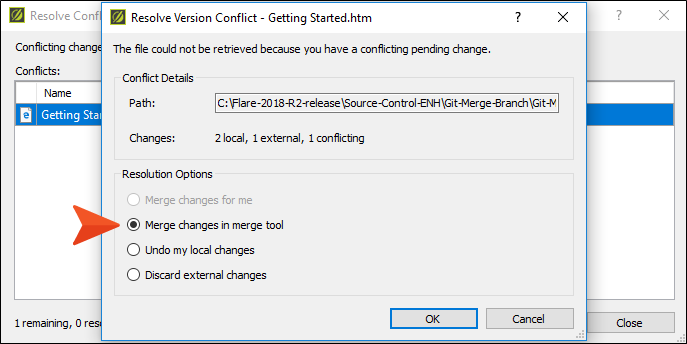 Resolve Confl
Resolve Version Conflict - Getting Started.htm
Conflicting change
Conflicts:
Name
Getting Star
The file could not be retrieved because you have a conflicting pending change.
Conflict Details
Path: C:\Flare-2018-R2-release\Source-Control-ENH\Git-Merge-Branch\Git-M
Changes: 2 local, 1 external, 1 conflicting
Resolution Options
Merge changes for me
Merge changes in merge tool
Undo my local changes
Discard external changes
OK Cancel
1 remaining, 0 reso
Close